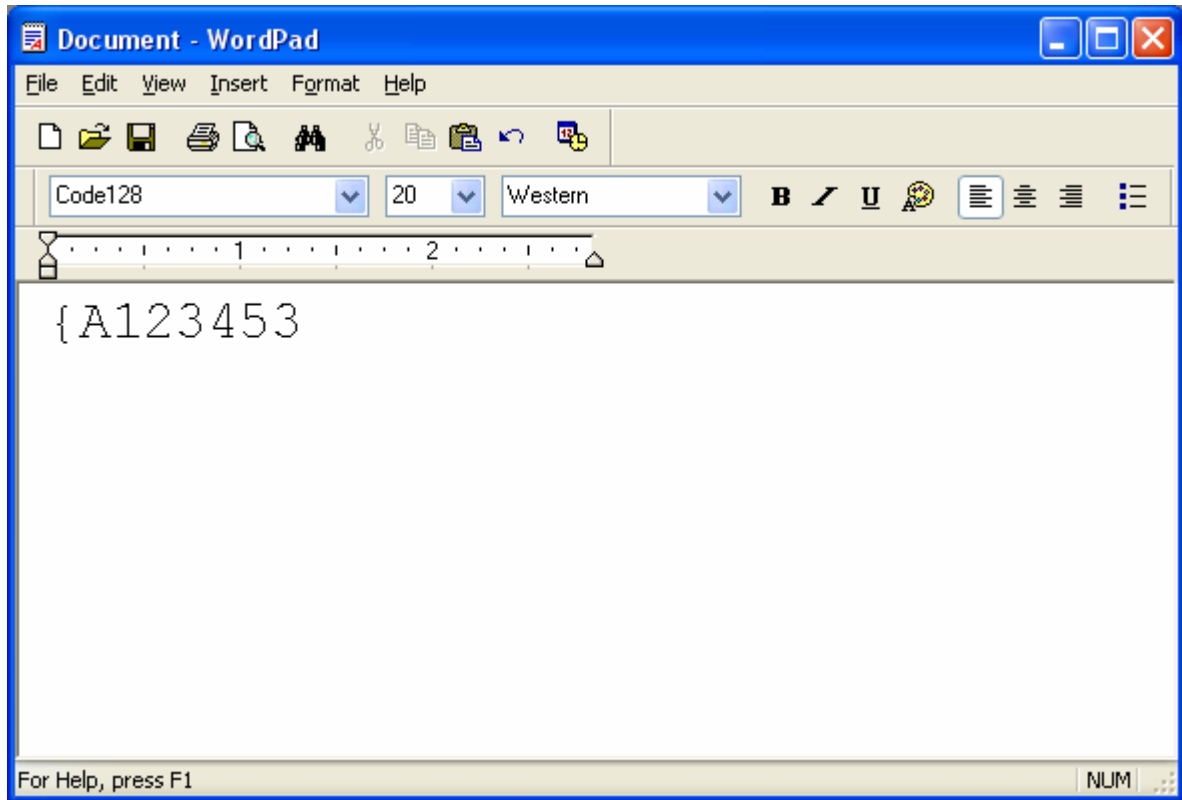 Document - WordPad
File Edit View Insert Format Help
Code128 20 Western B / U A
1 2
{A123453
For Help, press F1 NUM